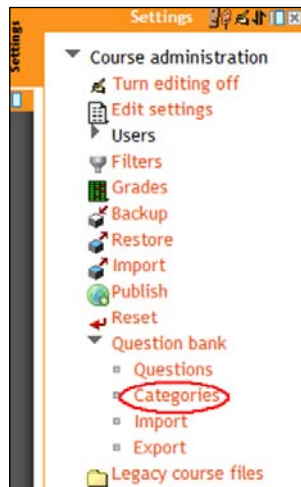 Settings
Settings
Course administration
Turn editing off
Edit settings
Users
Filters
Grades
Backup
Restore
Import
Publish
Reset
Question bank
Questions
Categories
Import
Export
Legacy course files